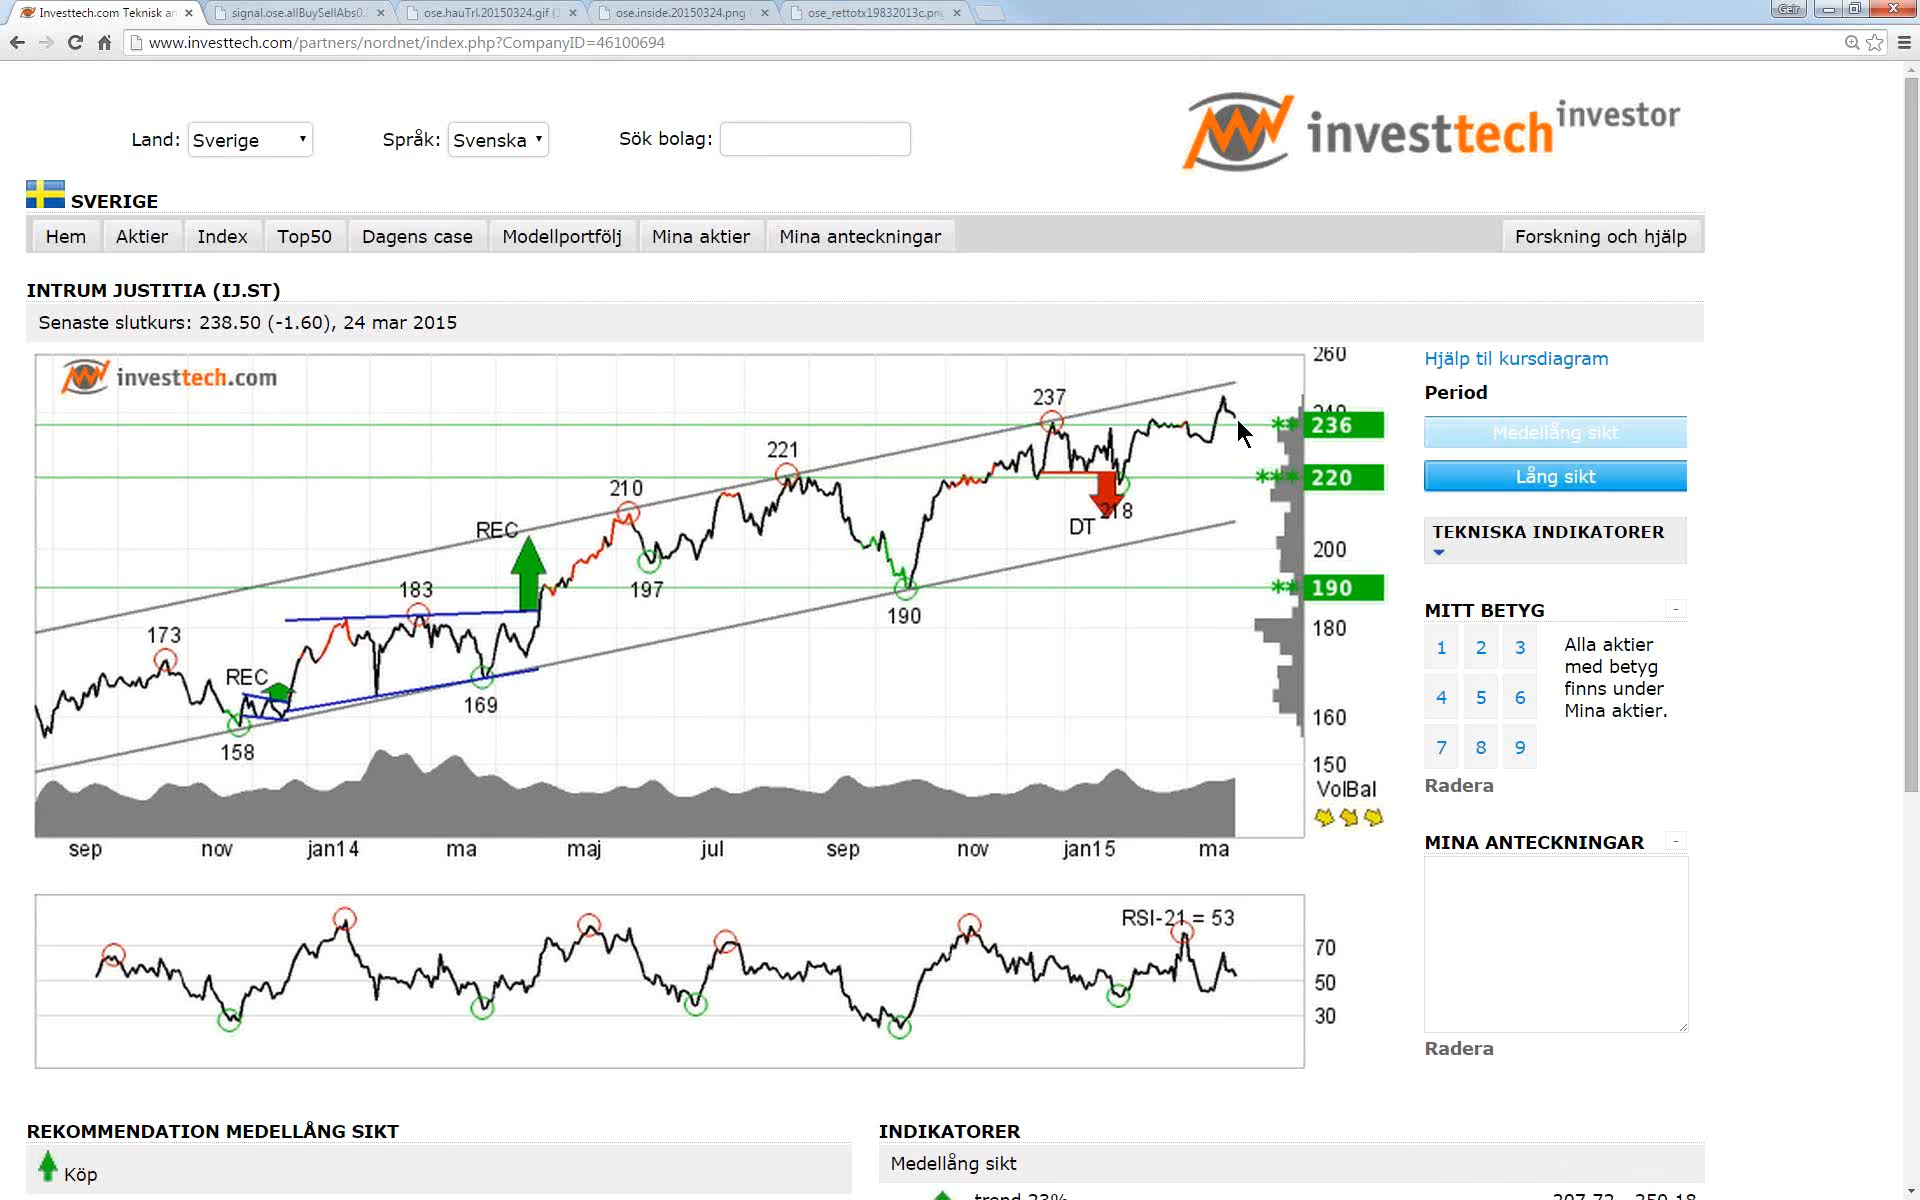 Investtech.com Teknisk an
signal.ose.allBuySellAbs0.
ose.hauTrl.20150324.gif (
ose.inside.20150324.png (
ose_rettotx19832013c.pn
Geir
www.investtech.com/partners/nordnet/index.php?CompanyID=46100694
Land: Sverige
Språk: Svenska
Sök bolag:
investtech investor
SVERIGE
Hem Aktier Index Top50 Dagens case Modellportfölj Mina aktier Mina anteckningar Forskning och hjälp
INTRUM JUSTITIA (IJ.ST)
Senaste slutkurs: 238.50 (-1.60), 24 mar 2015
investtech.com
260
240
** 236
*** 220
200
** 190
180
160
150
VolBal
237
221
210
REC
183
197
190
DT 218
173
REC
169
158
sep nov jan14 ma maj jul sep nov jan15 ma
RSI-21 = 53
70
50
30
Hjälp til kursdiagram
Period
Medellång sikt
Lång sikt
TEKNISKA INDIKATORER
MITT BETYG -
1 2 3
4 5 6
7 8 9
Alla aktier
med betyg
finns under
Mina aktier.
Radera
MINA ANTECKNINGAR -
Radera
REKOMMENDATION MEDELLÅNG SIKT
Köp
INDIKATORER
Medellång sikt
trend 23%